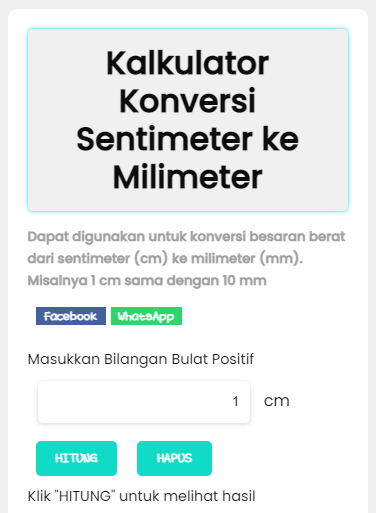 Kalkulator
Konversi
Sentimeter ke
Milimeter
Dapat digunakan untuk konversi besaran berat
dari sentimeter (cm) ke milimeter (mm).
Misalnya 1 cm sama dengan 10 mm
Facebook WhatsApp
Masukkan Bilangan Bulat Positif
1 cm
HITUNG HAPUS
Klik "HITUNG" untuk melihat hasil